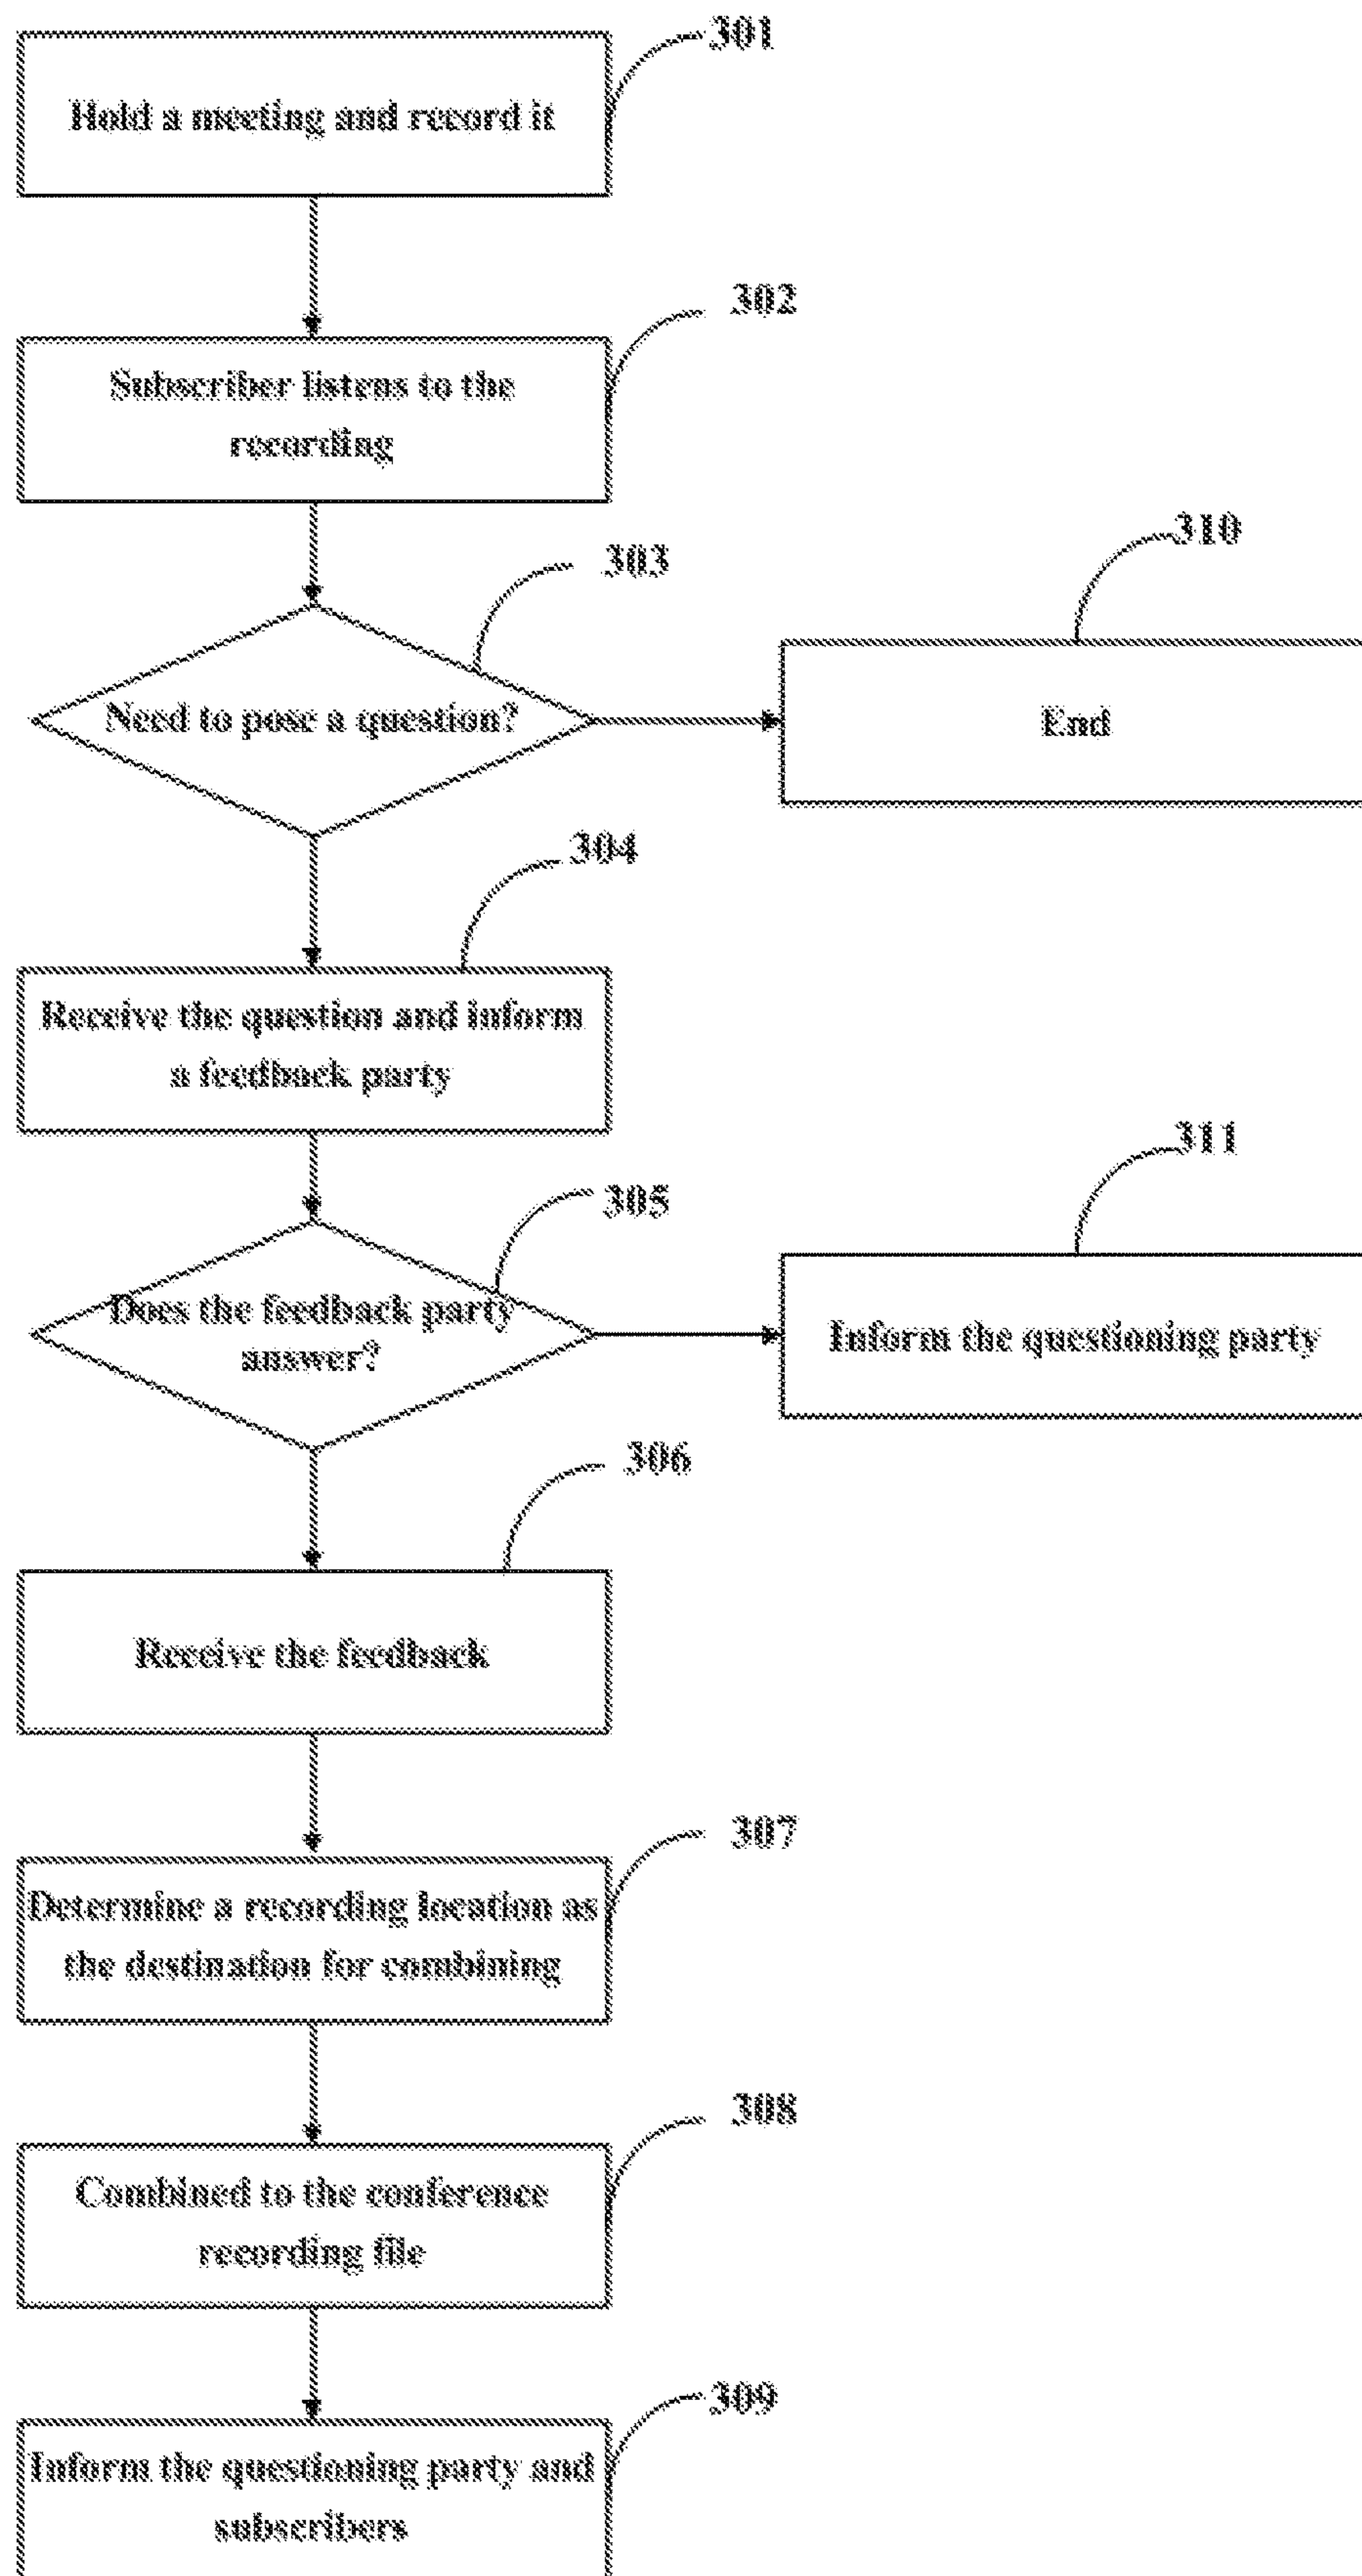 301
Hold a meeting and record it
302
Subscriber listens to the
recording
303
310
Need to pose a question?
End
304
Receive the question and inform
a feedback party
311
305
Does the feedback party
answer?
Inform the questioning party
306
Receive the feedback
307
Determine a recording location as
the destination for combining
308
Combined to the conference
recording file
309
Inform the questioning party and
subscribers